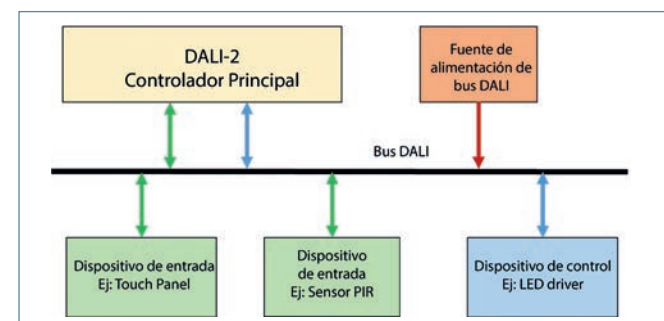 DALI-2
Controlador Principal
Fuente de
alimentación de
bus DALI
Bus DALI
Dispositivo de entrada
Ej: Touch Panel
Dispositivo
de entrada
Ej: Sensor PIR
Dispositivo de control
Ej: LED driver